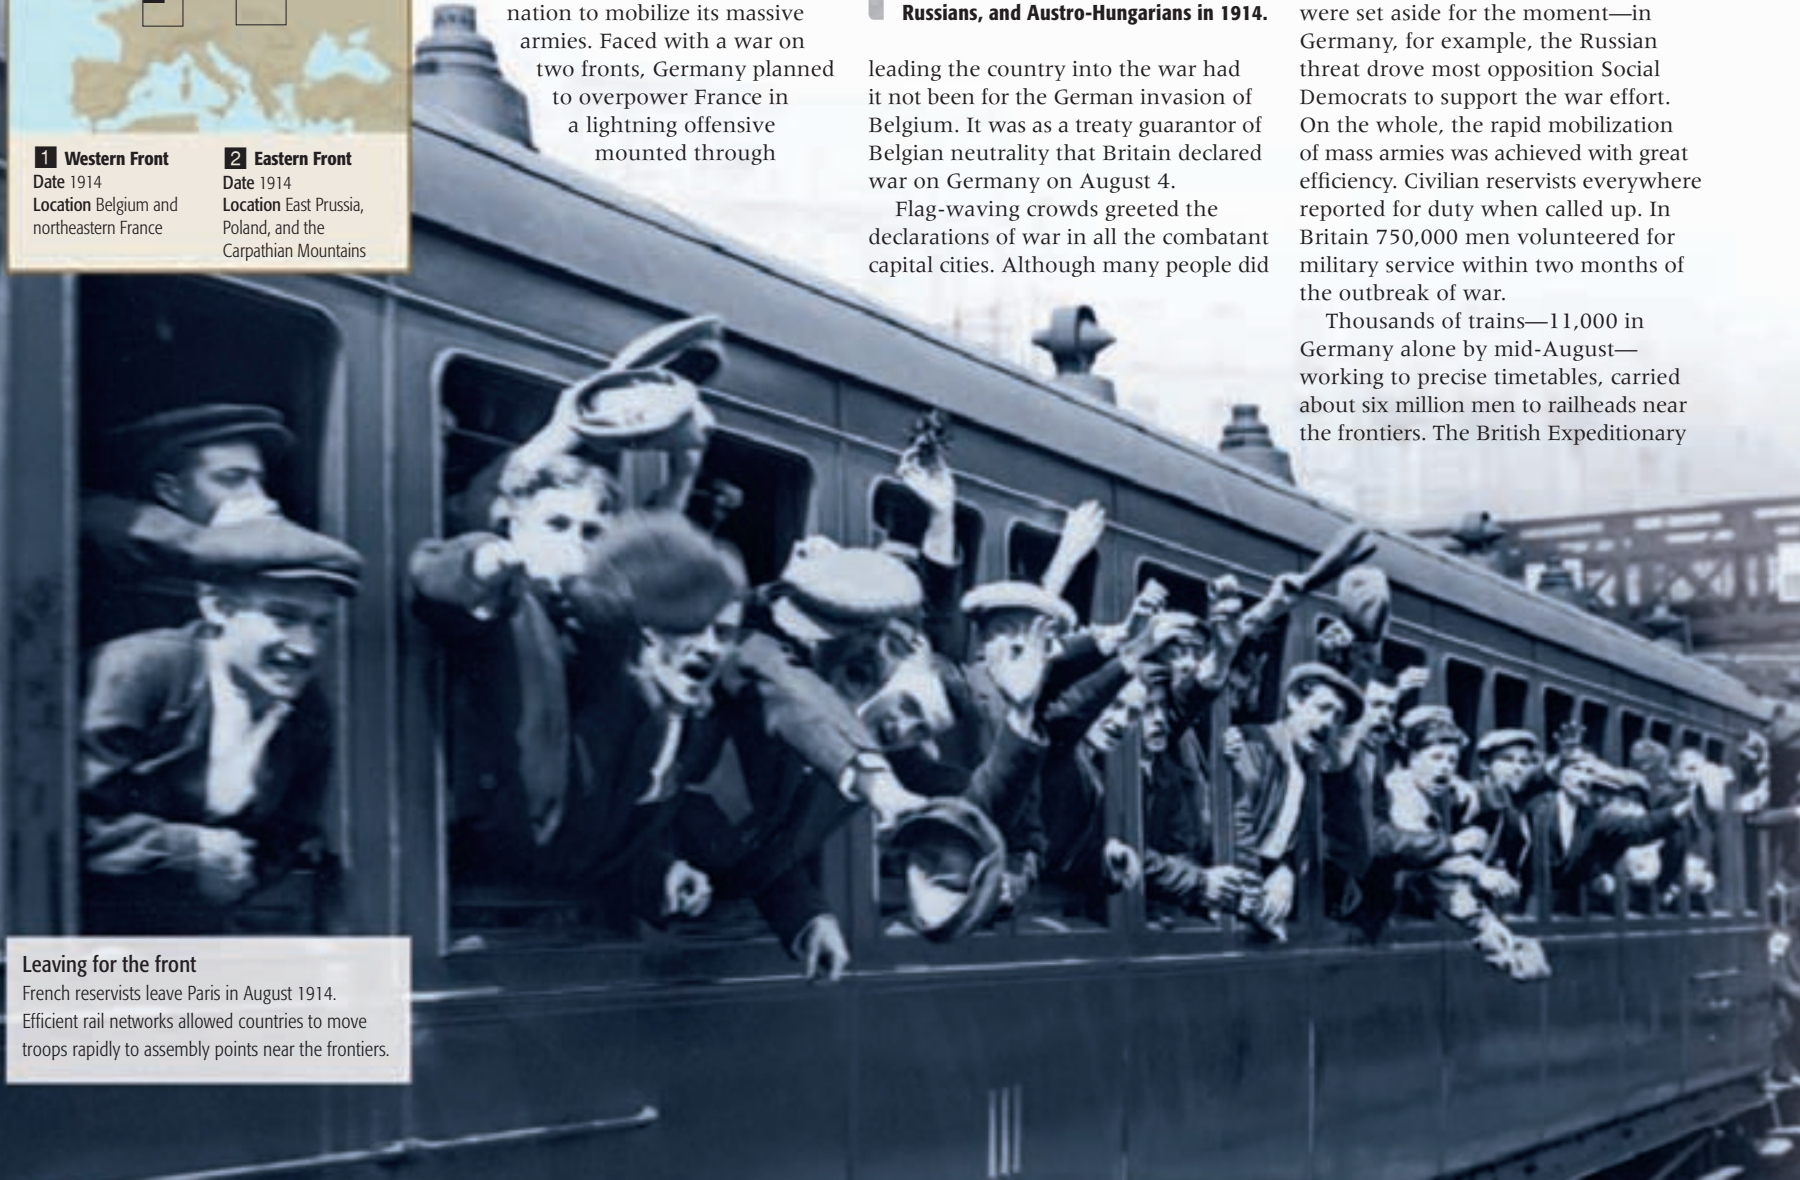 1 Western Front
Date 1914
Location Belgium and
northeastern France
2 Eastern Front
Date 1914
Location East Prussia,
Poland, and the
Carpathian Mountains
nation to mobilize its massive
armies. Faced with a war on
two fronts, Germany planned
to overpower France in
a lightning offensive
mounted through
Russians, and Austro-Hungarians in 1914.
leading the country into the war had
it not been for the German invasion of
Belgium. It was as a treaty guarantor of
Belgian neutrality that Britain declared
war on Germany on August 4.
Flag-waving crowds greeted the
declarations of war in all the combatant
capital cities. Although many people did
were set aside for the moment—in
Germany, for example, the Russian
threat drove most opposition Social
Democrats to support the war effort.
On the whole, the rapid mobilization
of mass armies was achieved with great
efficiency. Civilian reservists everywhere
reported for duty when called up. In
Britain 750,000 men volunteered for
military service within two months of
the outbreak of war.
Thousands of trains—11,000 in
Germany alone by mid-August—
working to precise timetables, carried
about six million men to railheads near
the frontiers. The British Expeditionary
Leaving for the front
French reservists leave Paris in August 1914.
Efficient rail networks allowed countries to move
troops rapidly to assembly points near the frontiers.